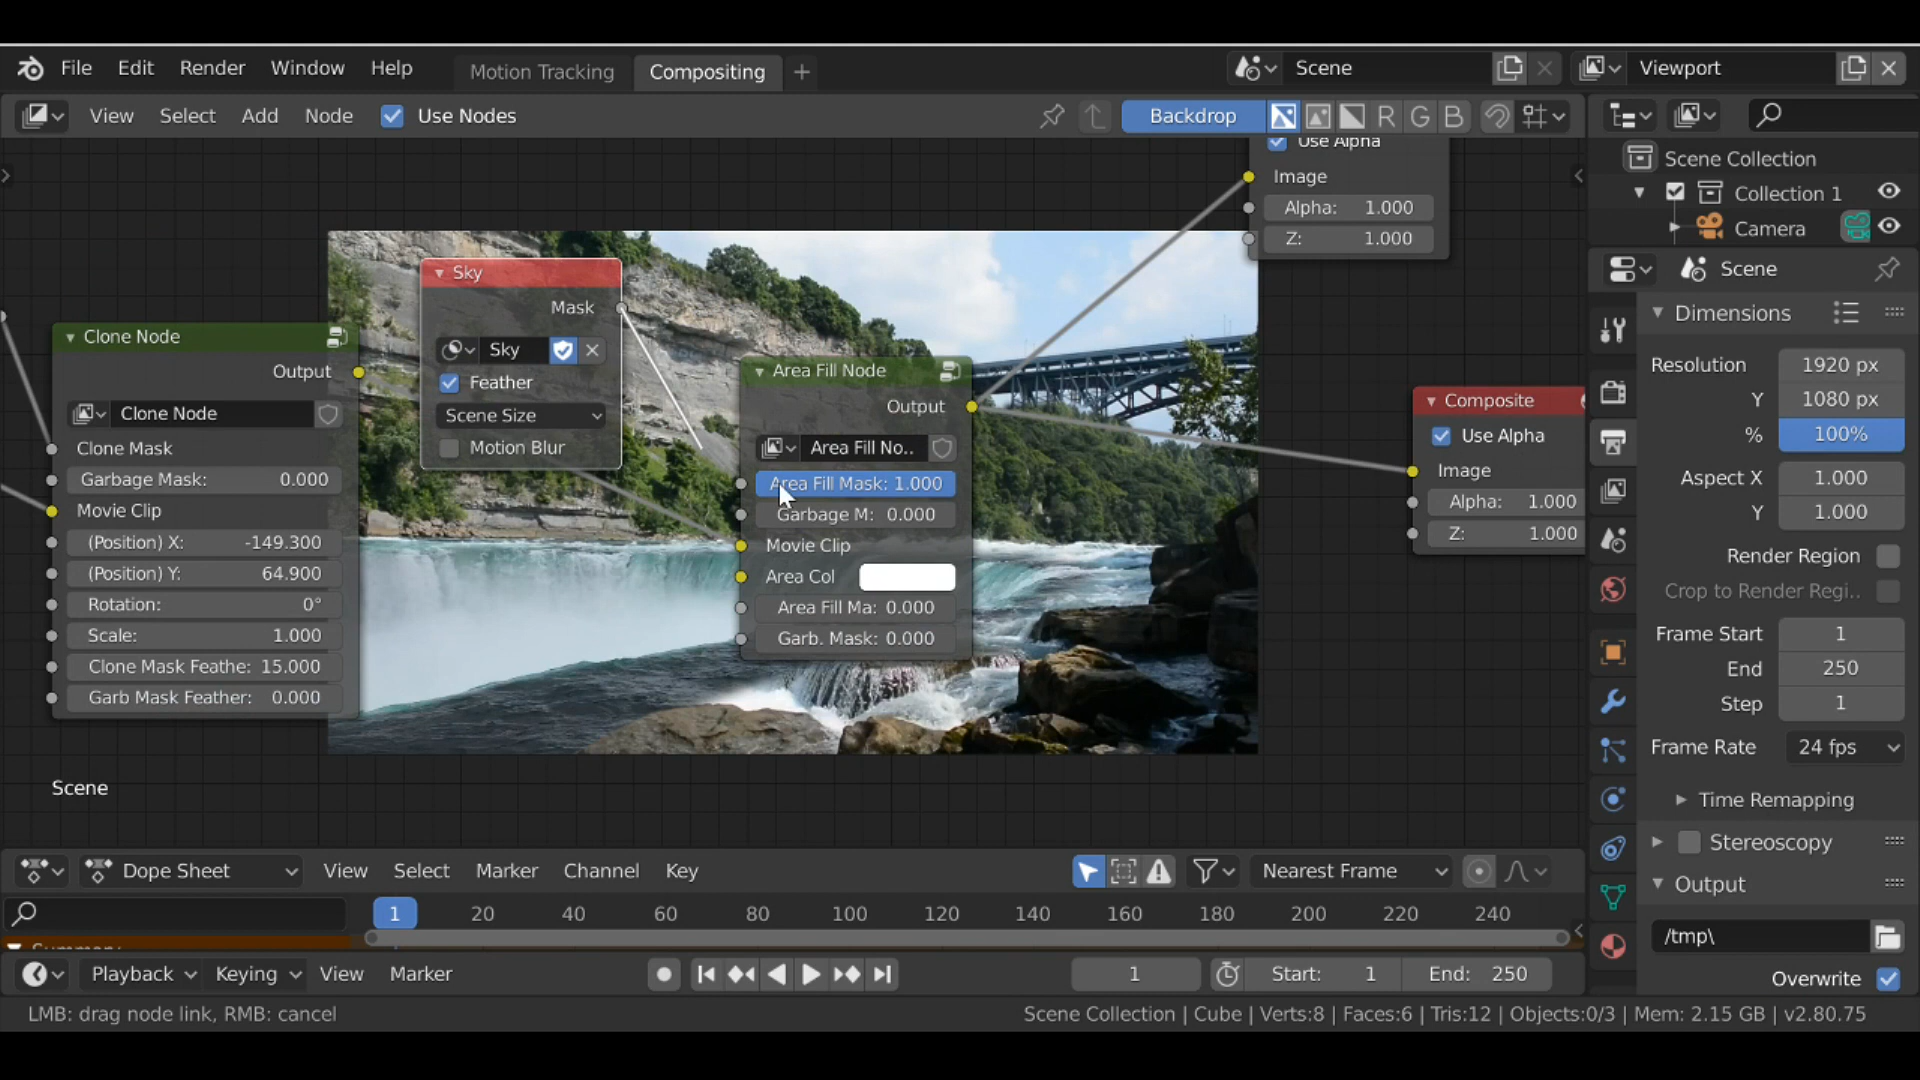 File Edit Render Window Help Motion Tracking Compositing + Scene Viewport
View Select Add Node Use Nodes Backdrop R G B
Use Alpha
Image
Alpha: 1.000
Z: 1.000
Sky
Mask
Sky
Feather
Scene Size
Motion Blur
Clone Node
Output
Clone Node
Clone Mask
Garbage Mask: 0.000
Movie Clip
(Position) X: -149.300
(Position) Y: 64.900
Rotation: 0°
Scale: 1.000
Clone Mask Feathe: 15.000
Garb Mask Feather: 0.000
Area Fill Node
Output
Area Fill No..
Area Fill Mask: 1.000
Garbage M: 0.000
Movie Clip
Area Col
Area Fill Ma: 0.000
Garb. Mask: 0.000
Composite
Use Alpha
Image
Alpha: 1.000
Z: 1.000
Scene
Scene Collection
Collection 1
Camera
Scene
Dimensions
Resolution 1920 px
Y 1080 px
% 100%
Aspect X 1.000
Y 1.000
Render Region
Crop to Render Regi..
Frame Start 1
End 250
Step 1
Frame Rate 24 fps
Time Remapping
Stereoscopy
Output
/tmp\
Overwrite
Dope Sheet View Select Marker Channel Key Nearest Frame
1 20 40 60 80 100 120 140 160 180 200 220 240
Summary
Playback Keying View Marker 1 Start: 1 End: 250
LMB: drag node link, RMB: cancel
Scene Collection | Cube | Verts:8 | Faces:6 | Tris:12 | Objects:0/3 | Mem: 2.15 GB | v2.80.75